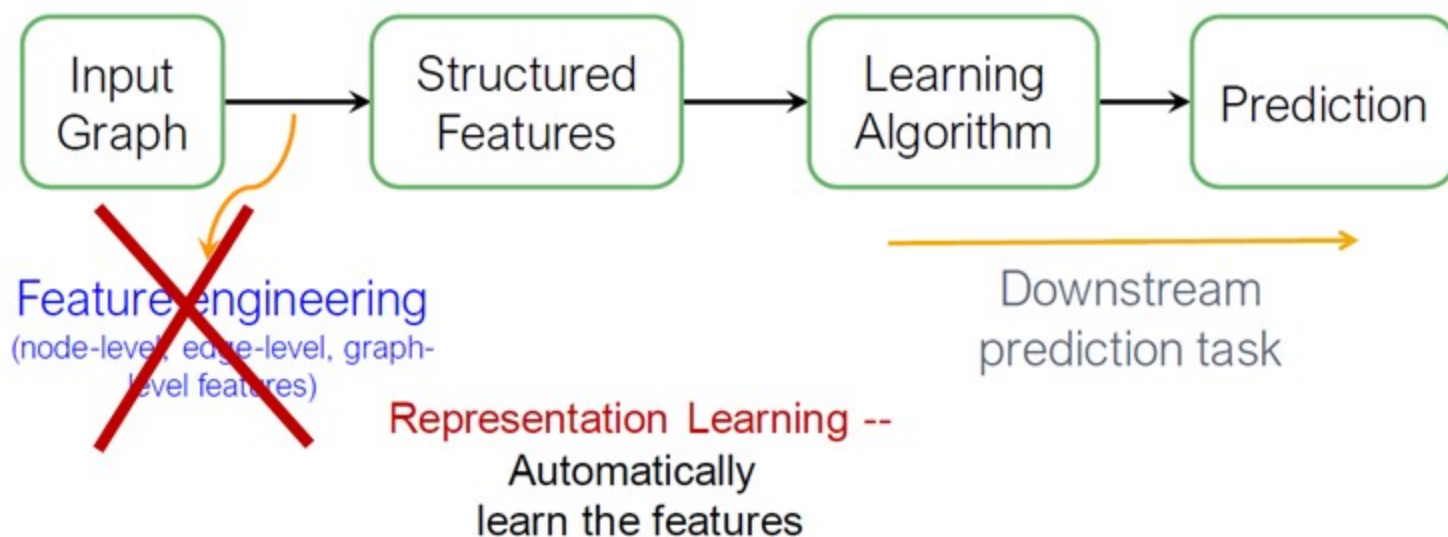 Input
Graph
Structured
Features
Learning
Algorithm
Prediction
Feature engineering
(node-level, edge-level, graph-
level features)
Downstream
prediction task
Representation Learning --
Automatically
learn the features